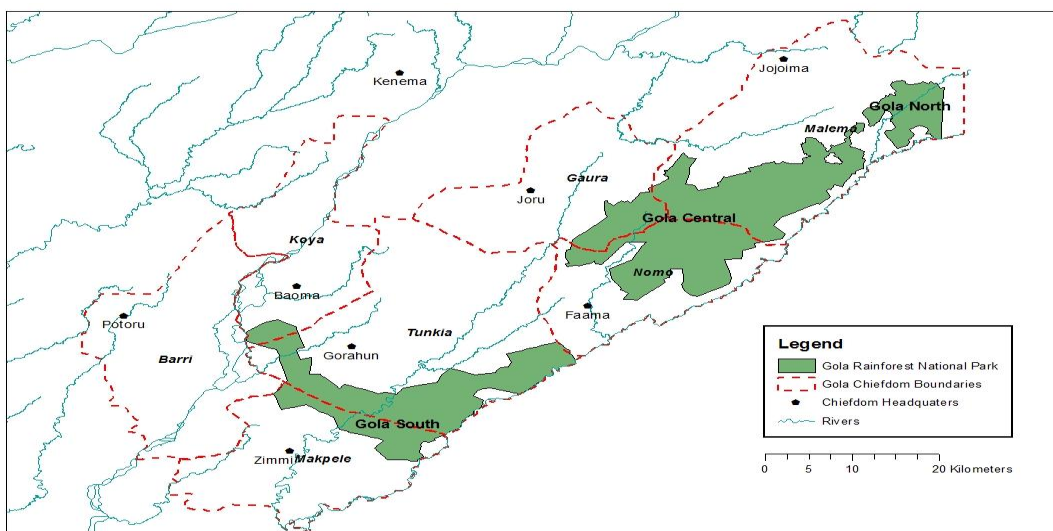 Jojoima
Kenema
Gola North
Malema
Gaura
Joru
Gola Central
Koya
Nomo
Baoma
Faama
Potoru
Tunkia
Barri
Gorahun
Gola South
Zimmi
Makpele
Legend
Gola Rainforest National Park
Gola Chiefdom Boundaries
Chiefdom Headquaters
Rivers
0 5 10 20 Kilometers